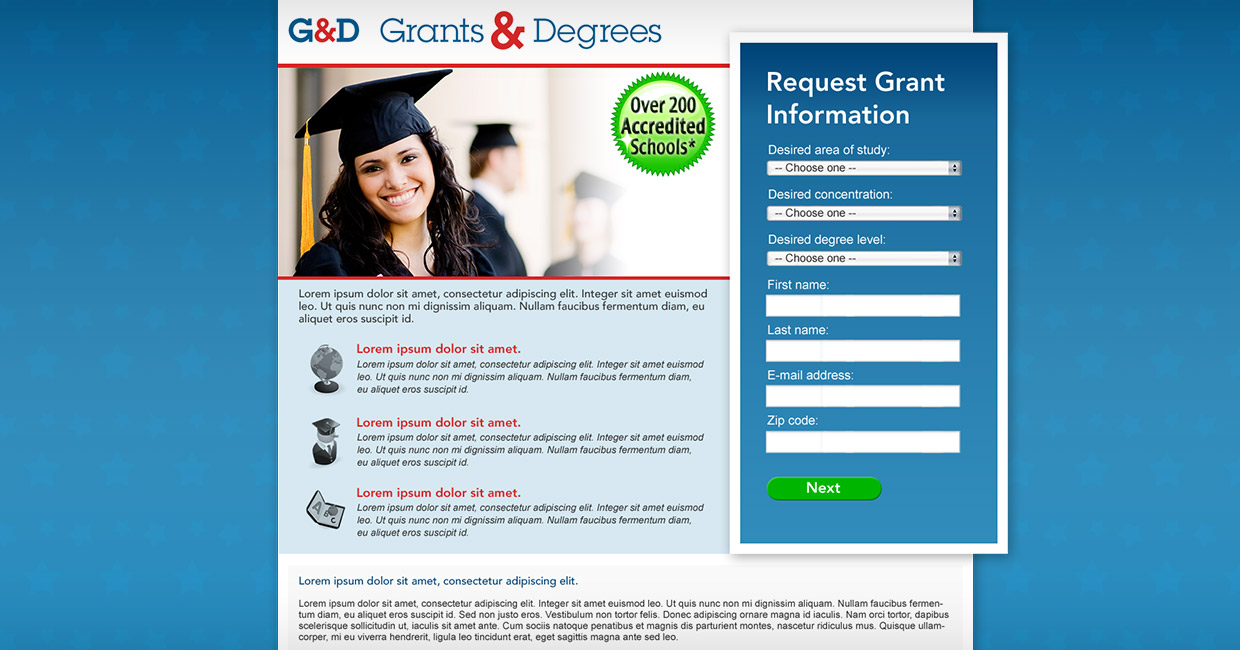 G&D Grants & Degrees
Over 200
Accredited
Schools*
Lorem ipsum dolor sit amet, consectetur adipiscing elit. Integer sit amet euismod
leo. Ut quis nunc non mi dignissim aliquam. Nullam faucibus fermentum diam, eu
aliquet eros suscipit id.
Lorem ipsum dolor sit amet.
Lorem ipsum dolor sit amet, consectetur adipiscing elit. Integer sit amet euismod
leo. Ut quis nunc non mi dignissim aliquam. Nullam faucibus fermentum diam,
eu aliquet eros suscipit id.
Lorem ipsum dolor sit amet.
Lorem ipsum dolor sit amet, consectetur adipiscing elit. Integer sit amet euismod
leo. Ut quis nunc non mi dignissim aliquam. Nullam faucibus fermentum diam,
eu aliquet eros suscipit id.
A B C
Lorem ipsum dolor sit amet.
Lorem ipsum dolor sit amet, consectetur adipiscing elit. Integer sit amet euismod
leo. Ut quis nunc non mi dignissim aliquam. Nullam faucibus fermentum diam,
eu aliquet eros suscipit id.
Request Grant
Information
Desired area of study:
-- Choose one --
Desired concentration:
-- Choose one --
Desired degree level:
-- Choose one --
First name:
Last name:
E-mail address:
Zip code:
Next
Lorem ipsum dolor sit amet, consectetur adipiscing elit.
Lorem ipsum dolor sit amet, consectetur adipiscing elit. Integer sit amet euismod leo. Ut quis nunc non mi dignissim aliquam. Nullam faucibus fermen-
tum diam, eu aliquet eros suscipit id. Sed non justo eros. Vestibulum non tortor felis. Donec adipiscing ornare magna id iaculis. Nam orci tortor, dapibus
scelerisque sollicitudin ut, iaculis sit amet ante. Cum sociis natoque penatibus et magnis dis parturient montes, nascetur ridiculus mus. Quisque ullam-
corper, mi eu viverra hendrerit, ligula leo tincidunt erat, eget sagittis magna ante sed leo.